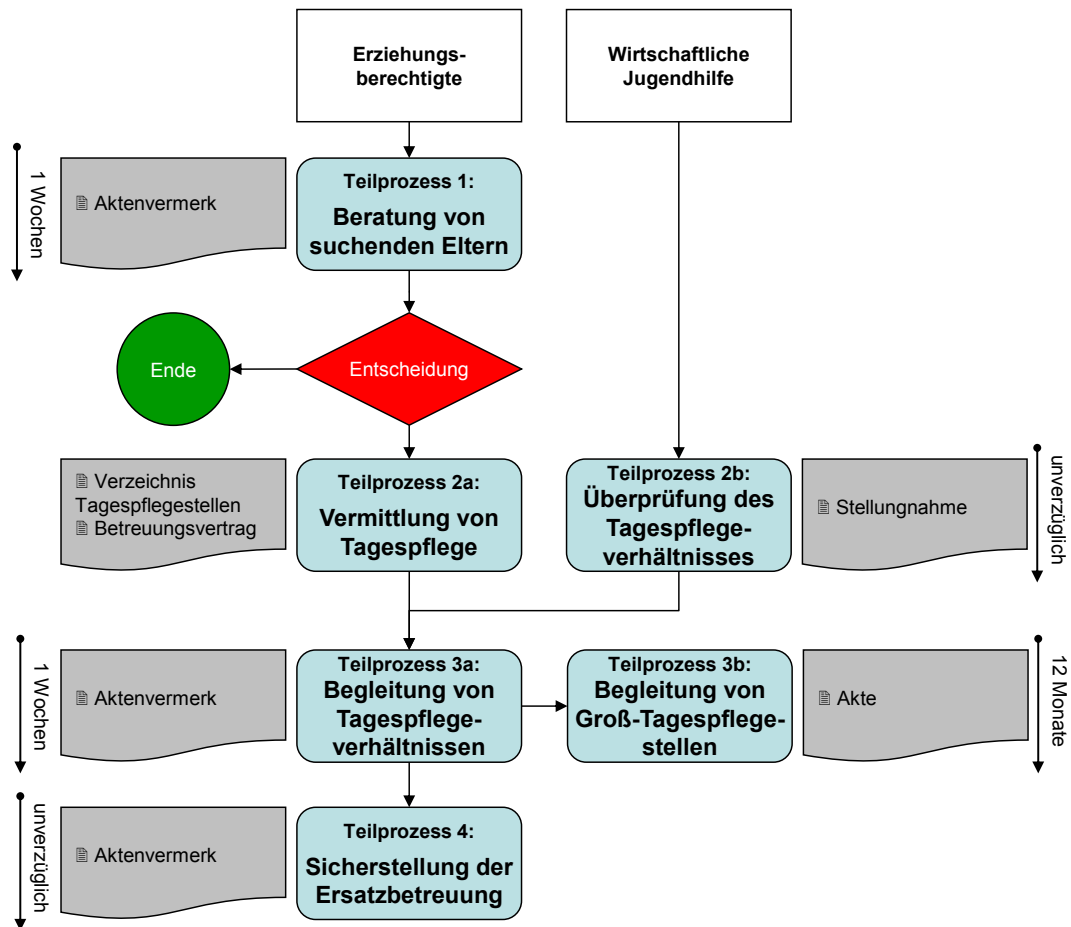 Erziehungs-
berechtigte
Wirtschaftliche
Jugendhilfe
1 Wochen
Aktenvermerk
Teilprozess 1:
Beratung von
suchenden Eltern
Ende
Entscheidung
Verzeichnis
Tagespflegestellen
Betreuungsvertrag
Teilprozess 2a:
Vermittlung von
Tagespflege
Teilprozess 2b:
Überprüfung des
Tagespflege-
verhältnisses
Stellungnahme
unverzüglich
1 Wochen
Aktenvermerk
Teilprozess 3a:
Begleitung von
Tagespflege-
verhältnissen
Teilprozess 3b:
Begleitung von
Groß-Tagespflege-
stellen
Akte
12 Monate
unverzüglich
Aktenvermerk
Teilprozess 4:
Sicherstellung der
Ersatzbetreuung